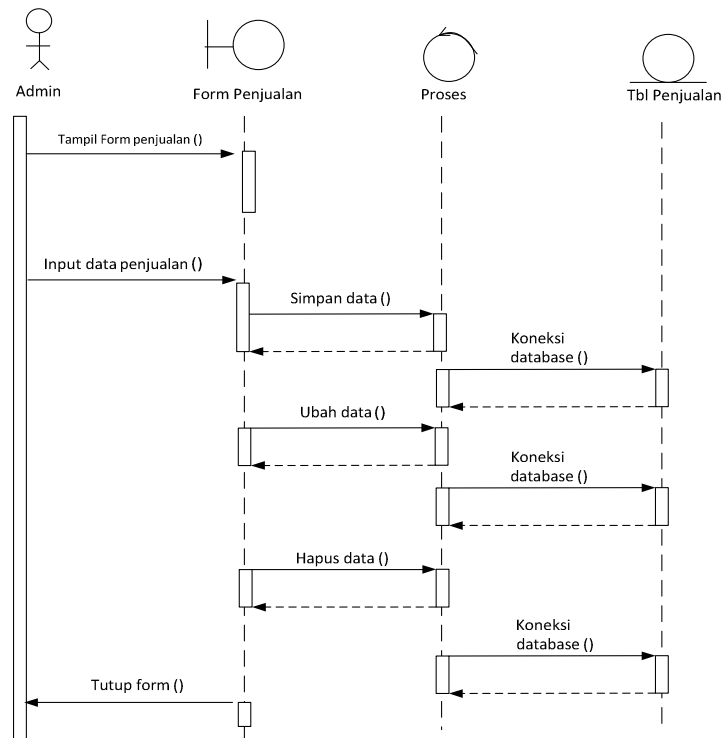 Admin
Form Penjualan
Proses
Tbl Penjualan
Tampil Form penjualan ()
Input data penjualan ()
Simpan data ()
Koneksi
database ()
Ubah data ()
Koneksi
database ()
Hapus data ()
Koneksi
database ()
Tutup form ()